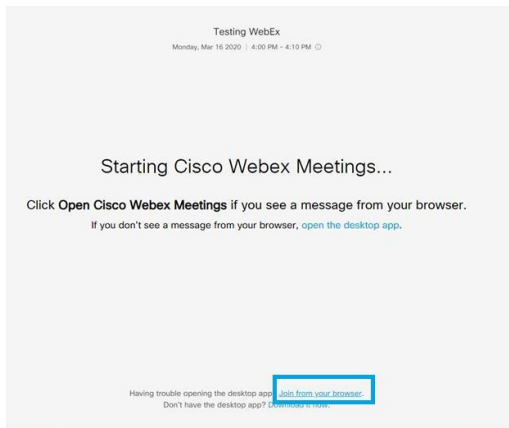 Testing WebEx
Monday, Mar 16 2020 | 4:00 PM - 4:10 PM
Starting Cisco Webex Meetings...
Click Open Cisco Webex Meetings if you see a message from your browser.
If you don't see a message from your browser, open the desktop app.
Having trouble opening the desktop app? Join from your browser.
Don't have the desktop app? Download it now.